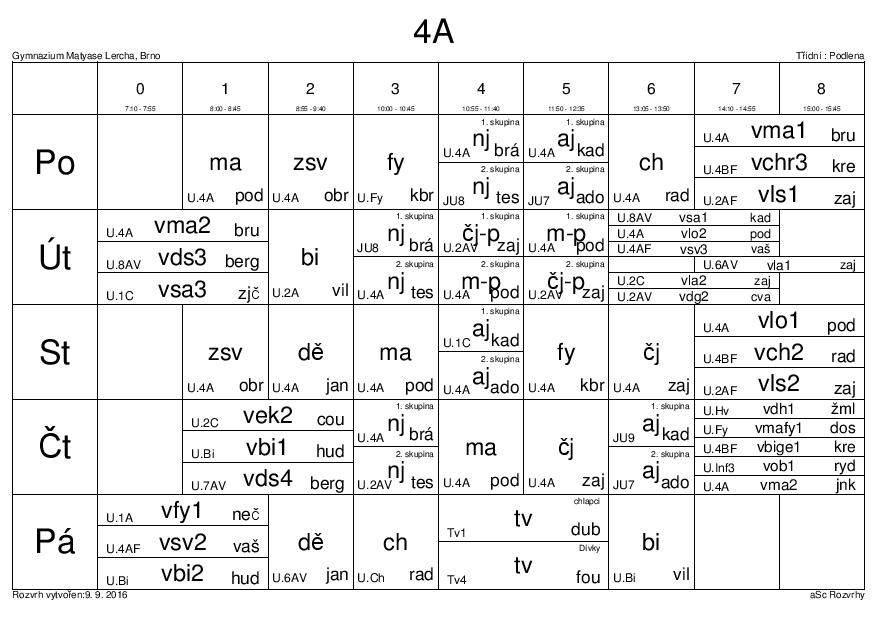 4A
Gymnazium Matyase Lercha, Brno Třídní : Podlena
0 1 2 3 4 5 6 7 8
7:10 - 7:55 8:00 - 8:45 8:55 - 9:40 10:00 - 10:45 10:55 - 11:40 11:50 - 12:35 13:05 - 13:50 14:10 - 14:55 15:00 - 15:45
Po
ma
U.4A pod
zsv
U.4A obr
fy
U.Fy kbr
1. skupina
nj
U.4A brá
2. skupina
nj
JU8 tes
1. skupina
aj
U.4A kad
2. skupina
aj
JU7 ado
ch
U.4A rad
U.4A vma1 bru
U.4BF vchr3 kre
U.2AF vls1 zaj
Út
U.4A vma2 bru
U.8AV vds3 berg
U.1C vsa3 zjč
bi
U.2A vil
1. skupina
nj
JU8 brá
2. skupina
nj
U.4A tes
1. skupina
čj-p
U.2AV zaj
2. skupina
m-p
U.4A pod
1. skupina
m-p
U.4A pod
2. skupina
čj-p
U.2AV zaj
U.8AV vsa1 kad
U.4A vlo2 pod
U.4AF vsv3 vaš
U.6AV vla1 zaj
U.2C vla2 zaj
U.2AV vdg2 cva
St
zsv
U.4A obr
dě
U.4A jan
ma
U.4A pod
1. skupina
aj
U.1C kad
2. skupina
aj
U.4A ado
fy
U.4A kbr
čj
U.4A zaj
U.4A vlo1 pod
U.4BF vch2 rad
U.2AF vls2 zaj
Čt
U.2C vek2 cou
U.Bi vbi1 hud
U.7AV vds4 berg
1. skupina
nj
U.4A brá
2. skupina
nj
U.2AV tes
ma
U.4A pod
čj
U.4A zaj
1. skupina
aj
JU9 kad
2. skupina
aj
JU7 ado
U.Hv vdh1 žml
U.Fy vmafy1 dos
U.4BF vbige1 kre
U.Inf3 vob1 ryd
U.4A vma2 jnk
Pá
U.1A vfy1 neč
U.4AF vsv2 vaš
U.Bi vbi2 hud
dě
U.6AV jan
ch
U.Ch rad
chlapci
tv
Tv1 dub
Dívky
tv
Tv4 fou
bi
U.Bi vil
Rozvrh vytvořen:9. 9. 2016 aSc Rozvrhy